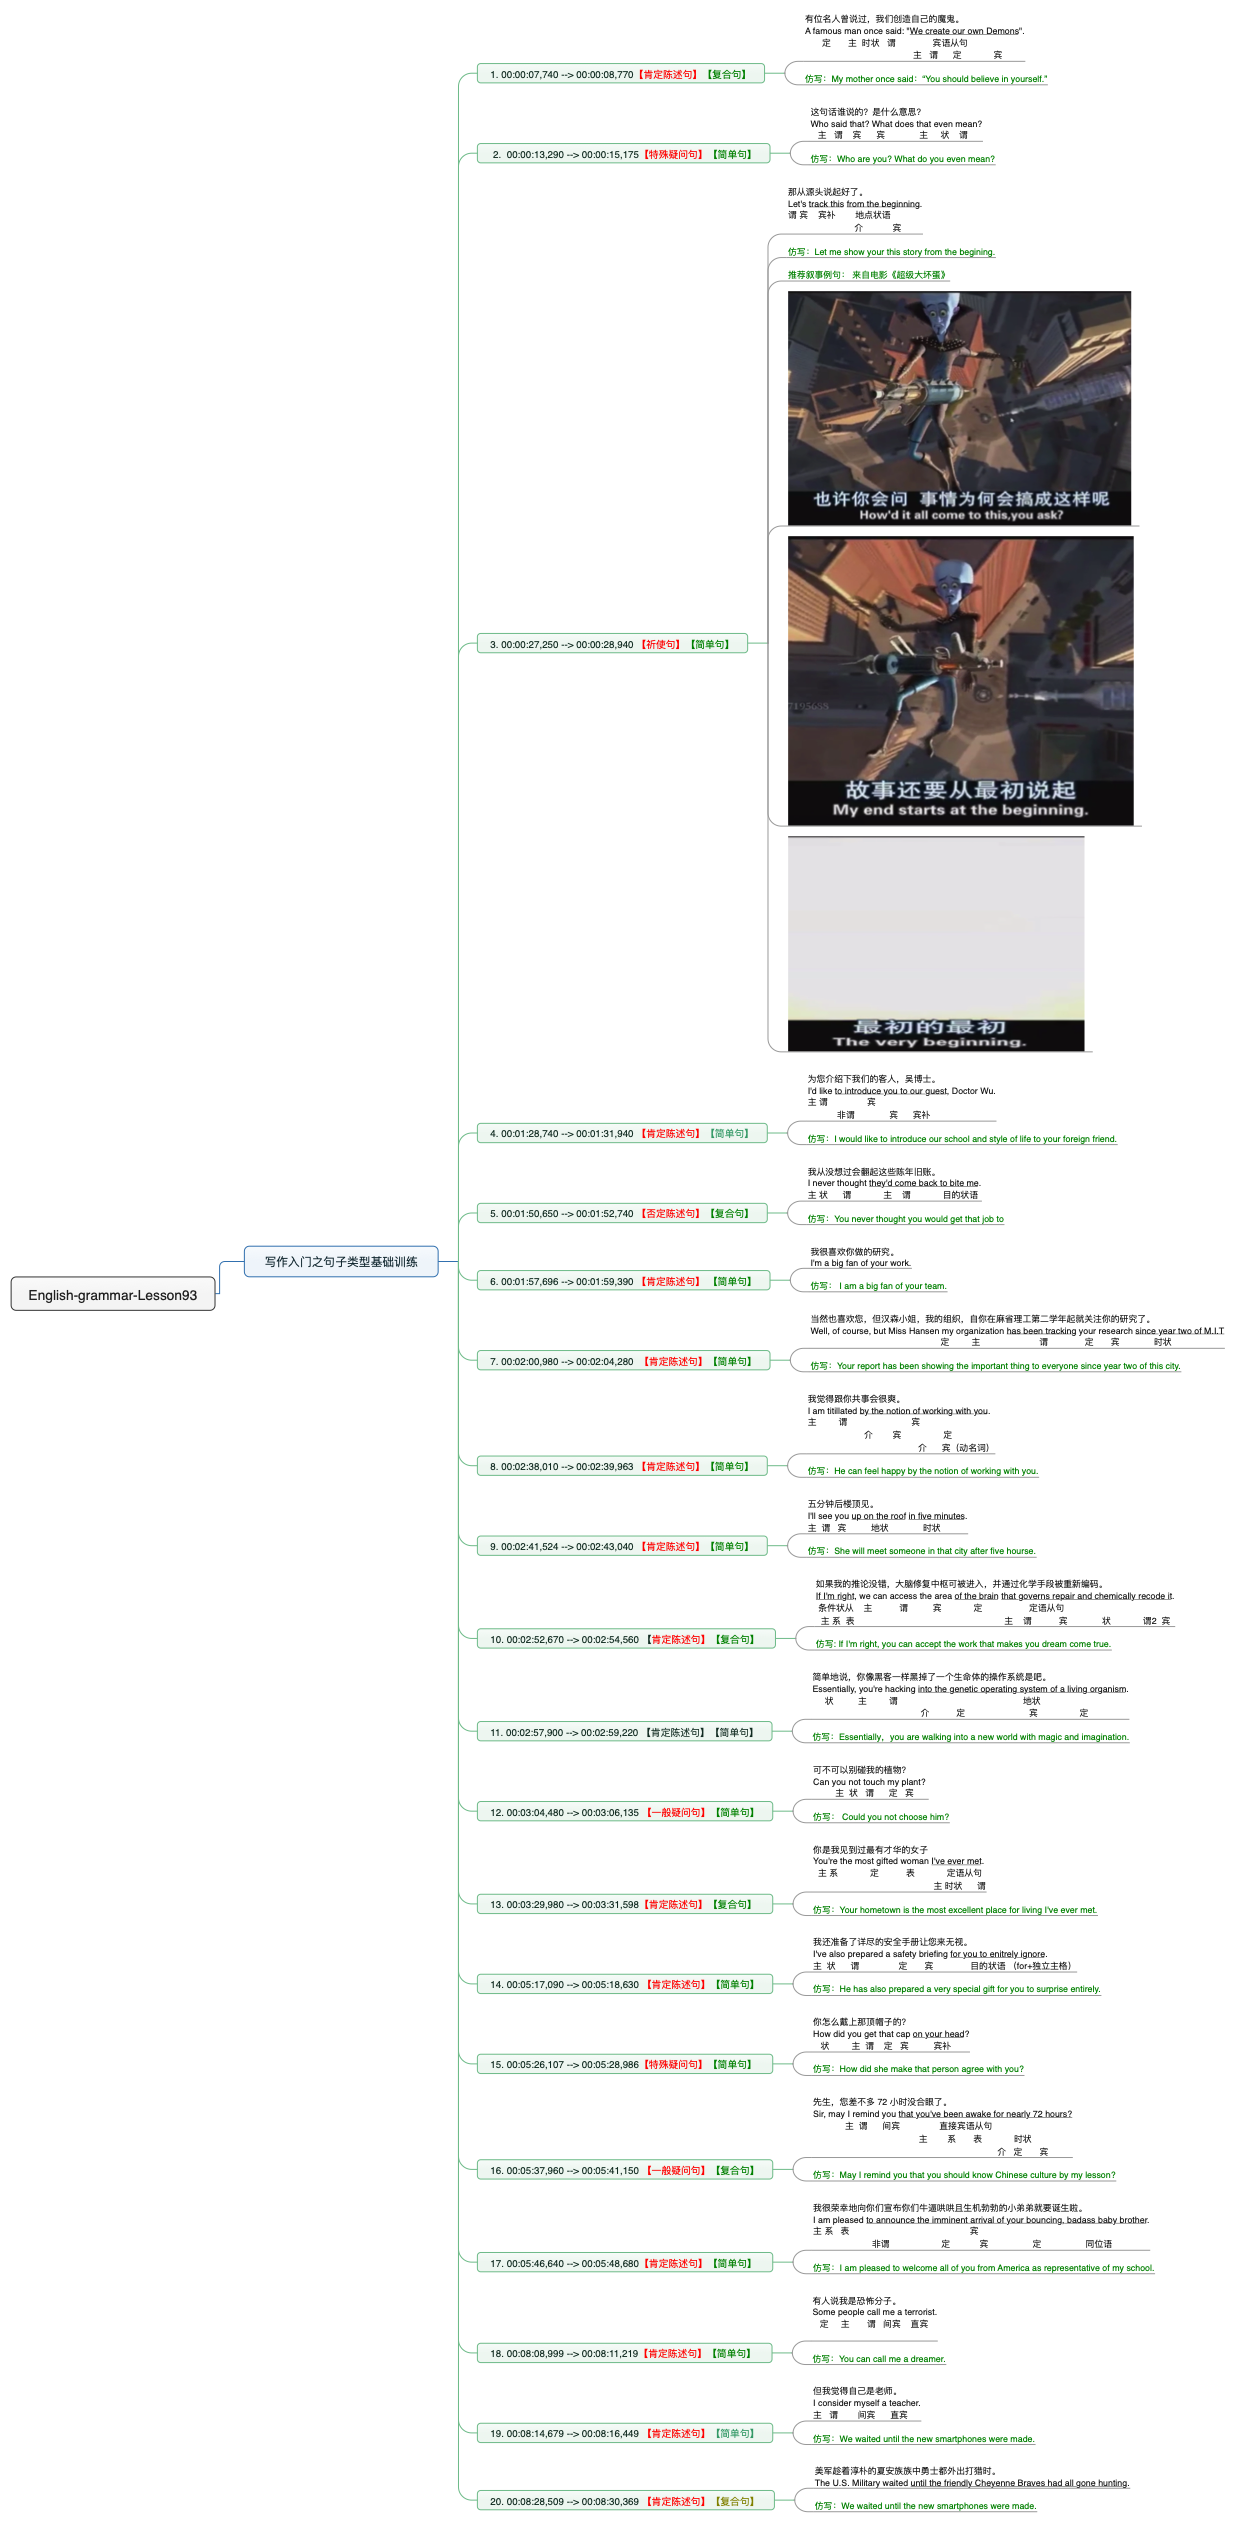 English-grammar-Lesson93
写作入门之句子类型基础训练
1. 00:00:07,740 --> 00:00:08,770【肯定陈述句】【复合句】
有位名人曾说过，我们创造自己的魔鬼。
A famous man once said: "We create our own Demons".
定 主 时状 谓 宾语从句
主 谓 定 宾
仿写：My mother once said：“You should believe in yourself.”
2. 00:00:13,290 --> 00:00:15,175【特殊疑问句】【简单句】
这句话谁说的？是什么意思？
Who said that? What does that even mean?
主 谓 宾 宾 主 状 谓
仿写：Who are you? What do you even mean?
3. 00:00:27,250 --> 00:00:28,940 【祈使句】【简单句】
那从源头说起好了。
Let's track this from the beginning.
谓 宾 宾补 地点状语
介 宾
仿写：Let me show your this story from the begining.
推荐叙事例句： 来自电影《超级大坏蛋》
也许你会问 事情为何会搞成这样呢
How'd it all come to this,you ask?
7195658
故事还要从最初说起
My end starts at the beginning.
最初的最初
The very beginning.
4. 00:01:28,740 --> 00:01:31,940 【肯定陈述句】【简单句】
为您介绍下我们的客人，吴博士。
I'd like to introduce you to our guest, Doctor Wu.
主 谓 宾
非谓 宾 宾补
仿写：I would like to introduce our school and style of life to your foreign friend.
5. 00:01:50,650 --> 00:01:52,740 【否定陈述句】【复合句】
我从没想过会翻起这些陈年旧账。
I never thought they'd come back to bite me.
主 状 谓 主 谓 目的状语
仿写：You never thought you would get that job to
6. 00:01:57,696 --> 00:01:59,390 【肯定陈述句】【简单句】
我很喜欢你做的研究。
I'm a big fan of your work.
仿写： I am a big fan of your team.
7. 00:02:00,980 --> 00:02:04,280 【肯定陈述句】【简单句】
当然也喜欢您，但汉森小姐，我的组织，自你在麻省理工第二学年起就关注你的研究了。
Well, of course, but Miss Hansen my organization has been tracking your research since year two of M.I.T
定 主 谓 定 宾 时状
仿写：Your report has been showing the important thing to everyone since year two of this city.
8. 00:02:38,010 --> 00:02:39,963 【肯定陈述句】【简单句】
我觉得跟你共事会很爽。
I am titillated by the notion of working with you.
主 谓 宾
介 宾 定
介 宾（动名词）
仿写：He can feel happy by the notion of working with you.
9. 00:02:41,524 --> 00:02:43,040 【肯定陈述句】【简单句】
五分钟后楼顶见。
I'll see you up on the roof in five minutes.
主 谓 宾 地状 时状
仿写：She will meet someone in that city after five hourse.
10. 00:02:52,670 --> 00:02:54,560 【肯定陈述句】【复合句】
如果我的推论没错，大脑修复中枢可被进入，并通过化学手段被重新编码。
If I'm right, we can access the area of the brain that governs repair and chemically recode it.
条件状从 主 谓 宾 定 定语从句
主 系 表 主 谓 宾 状 谓2 宾
仿写: If I'm right, you can accept the work that makes you dream come true.
11. 00:02:57,900 --> 00:02:59,220 【肯定陈述句】【简单句】
简单地说，你像黑客一样黑掉了一个生命体的操作系统是吧。
Essentially, you're hacking into the genetic operating system of a living organism.
状 主 谓 地状
介 定 宾 定
仿写：Essentially， you are walking into a new world with magic and imagination.
12. 00:03:04,480 --> 00:03:06,135 【一般疑问句】【简单句】
可不可以别碰我的植物？
Can you not touch my plant?
主 状 谓 定 宾
仿写： Could you not choose him?
13. 00:03:29,980 --> 00:03:31,598【肯定陈述句】【复合句】
你是我见到过最有才华的女子
You're the most gifted woman I've ever met.
主 系 定 表 定语从句
主 时状 谓
仿写：Your hometown is the most excellent place for living I've ever met.
14. 00:05:17,090 --> 00:05:18,630 【肯定陈述句】【简单句】
我还准备了详尽的安全手册让您来无视。
I've also prepared a safety briefing for you to enitrely ignore.
主 状 谓 定 宾 目的状语 （for+独立主格）
仿写：He has also prepared a very special gift for you to surprise entirely.
15. 00:05:26,107 --> 00:05:28,986【特殊疑问句】【简单句】
你怎么戴上那顶帽子的？
How did you get that cap on your head?
状 主 谓 定 宾 宾补
仿写：How did she make that person agree with you?
16. 00:05:37,960 --> 00:05:41,150 【一般疑问句】【复合句】
先生，您差不多 72 小时没合眼了。
Sir, may I remind you that you've been awake for nearly 72 hours?
主 谓 间宾 直接宾语从句
主 系 表 时状
介 定 宾
仿写：May I remind you that you should know Chinese culture by my lesson?
17. 00:05:46,640 --> 00:05:48,680【肯定陈述句】【简单句】
我很荣幸地向你们宣布你们牛逼哄哄且生机勃勃的小弟弟就要诞生啦。
I am pleased to announce the imminent arrival of your bouncing, badass baby brother.
主 系 表 宾
非谓 定 宾 定 同位语
仿写：I am pleased to welcome all of you from America as representative of my school.
18. 00:08:08,999 --> 00:08:11,219【肯定陈述句】【简单句】
有人说我是恐怖分子。
Some people call me a terrorist.
定 主 谓 间宾 直宾
仿写：You can call me a dreamer.
19. 00:08:14,679 --> 00:08:16,449 【肯定陈述句】【简单句】
但我觉得自己是老师。
I consider myself a teacher.
主 谓 间宾 直宾
仿写：We waited until the new smartphones were made.
20. 00:08:28,509 --> 00:08:30,369 【肯定陈述句】【复合句】
美军趁着淳朴的夏安族族中勇士都外出打猎时。
The U.S. Military waited until the friendly Cheyenne Braves had all gone hunting.
仿写：We waited until the new smartphones were made.